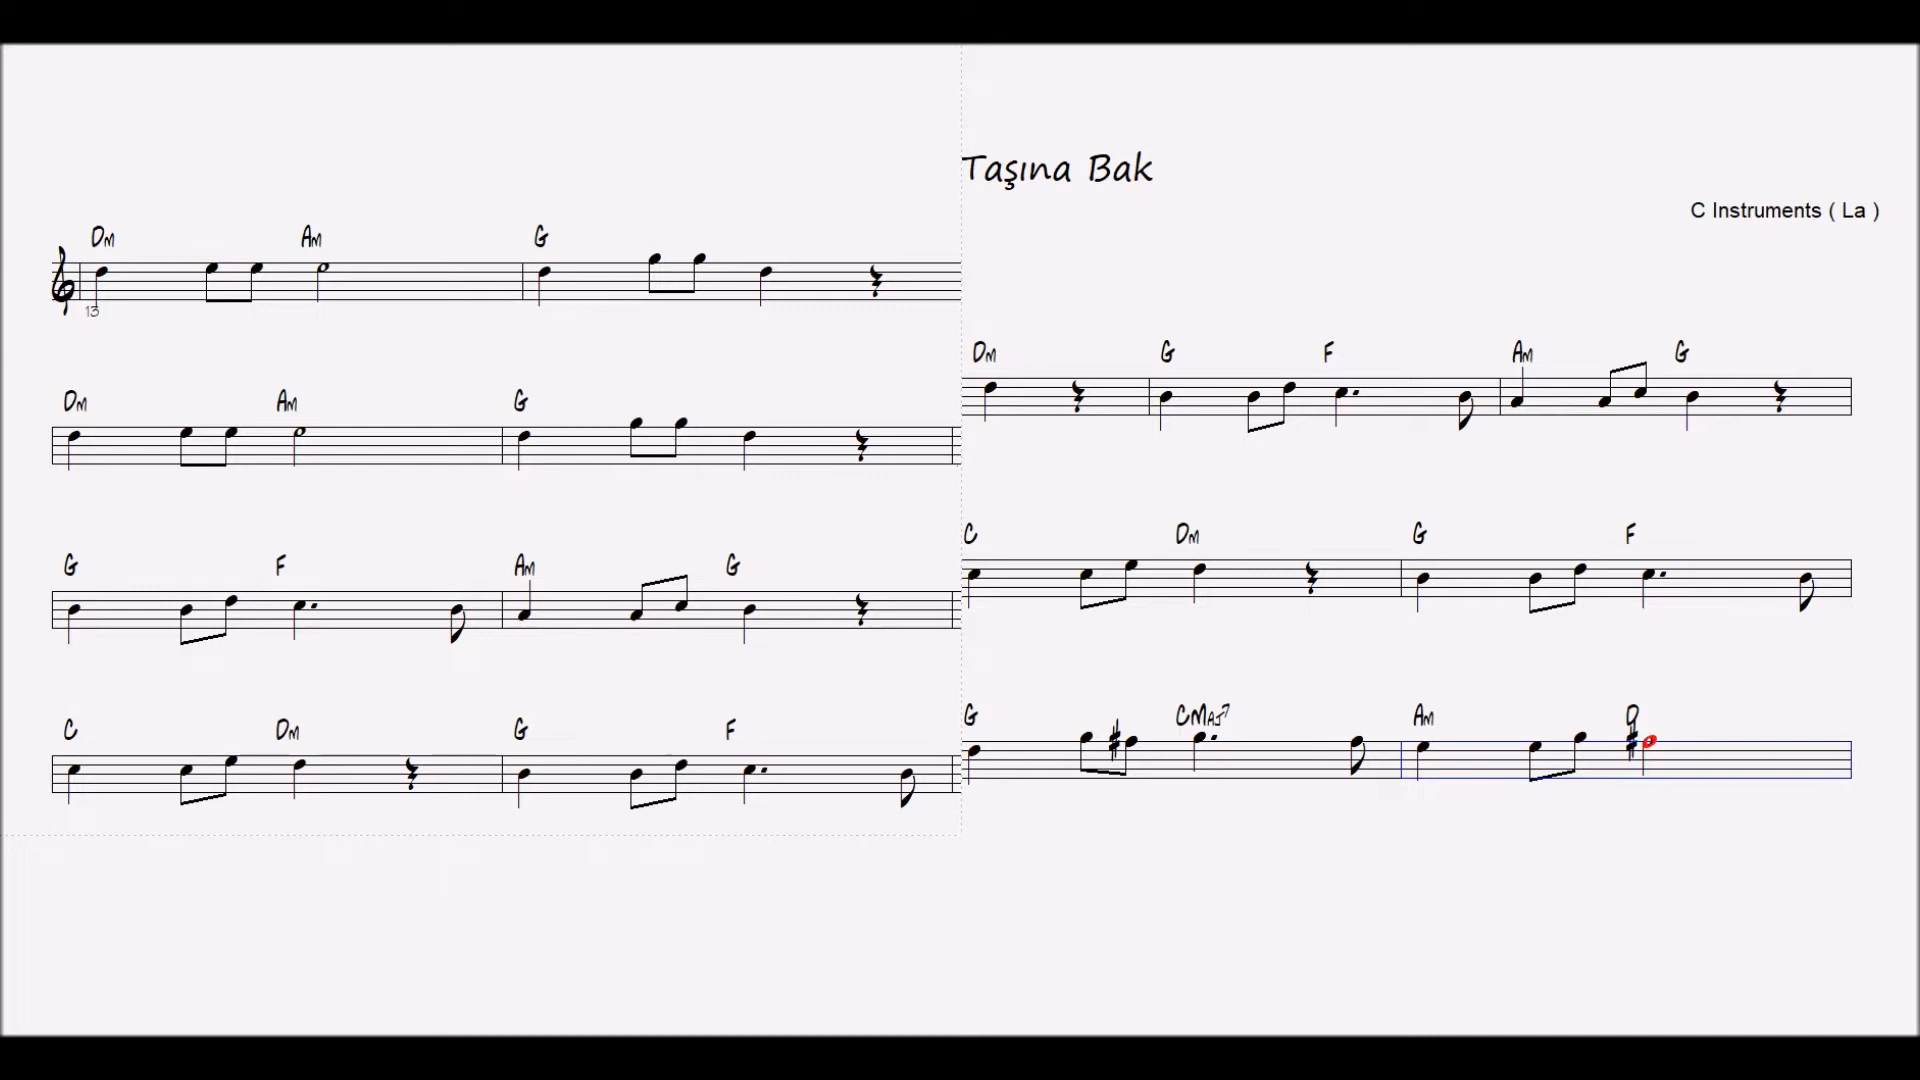 Taşına Bak
C Instruments ( La )
Dm Am G
13
Dm G F Am G
Dm Am G
C Dm G F
G F Am G
G CMaj7 Am D
C Dm G F